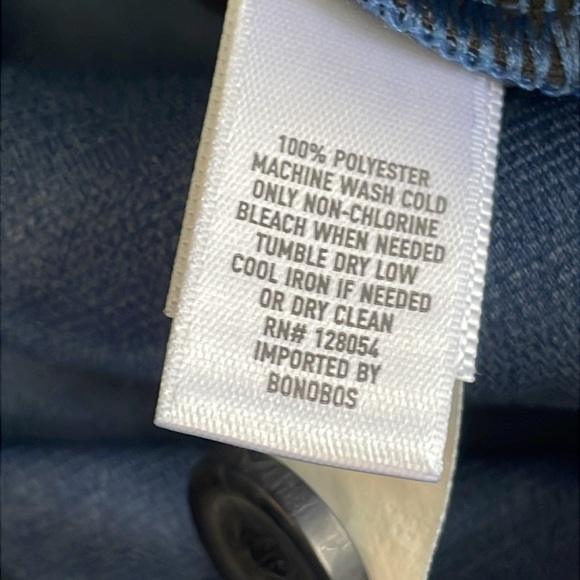 100% POLYESTER
MACHINE WASH COLD
ONLY NON-CHLORINE
BLEACH WHEN NEEDED
TUMBLE DRY LOW
COOL IRON IF NEEDED
OR DRY CLEAN
RN# 128054
IMPORTED BY
BONOBOS